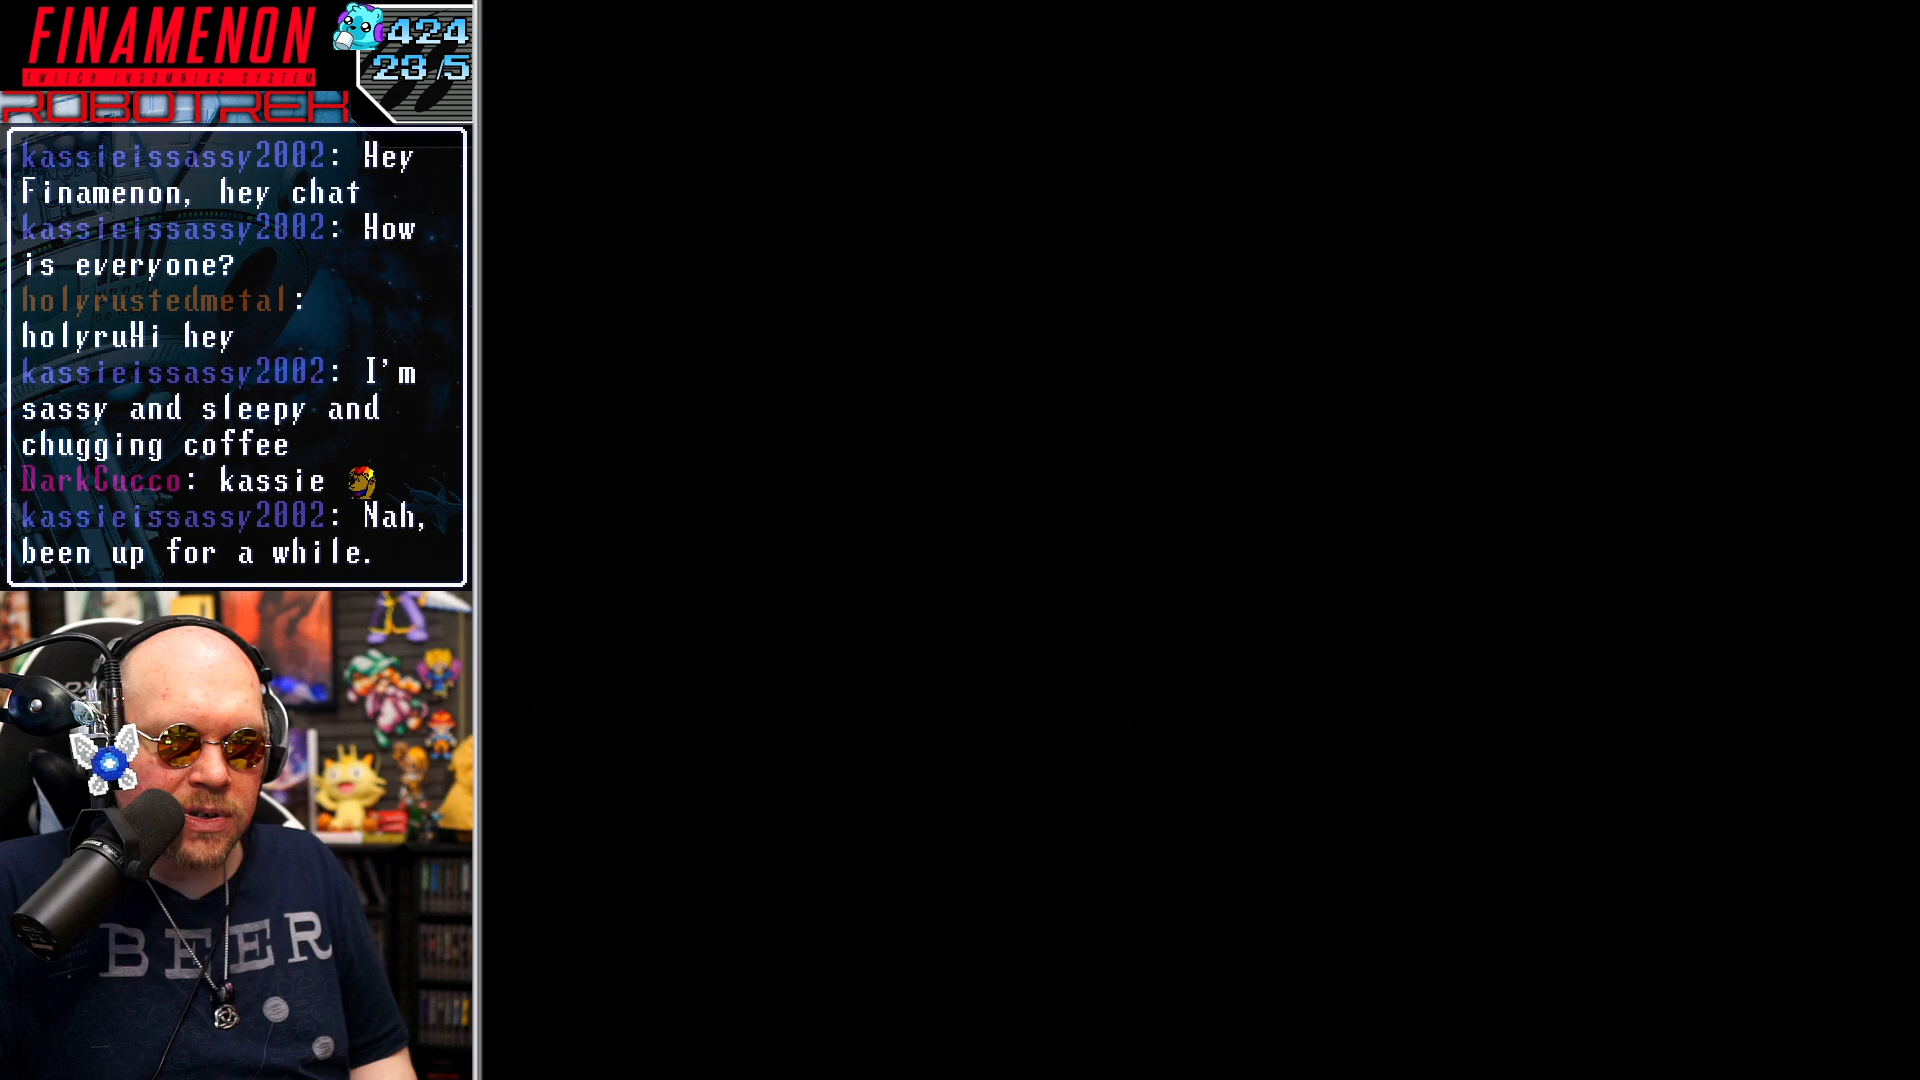 FINAMENON
TWITCH INSOMNIAC SYSTEM
424
23/5
ROBOTREK
kassieissassy2002: Hey
Finamenon, hey chat
kassieissassy2002: How
is everyone?
holyrustedmetal:
holyruHi hey
kassieissassy2002: I'm
sassy and sleepy and
chugging coffee
DarkCucco: kassie
kassieissassy2002: Nah,
been up for a while.
BEER